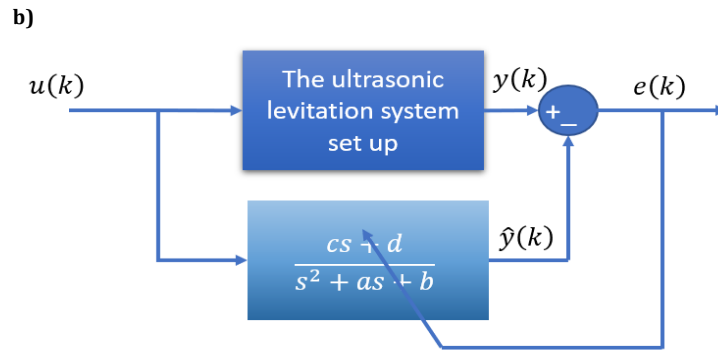 b)
u(k)
The ultrasonic
levitation system
set up
y(k)
+_
e(k)
cs + d
s² + as + b
ŷ(k)